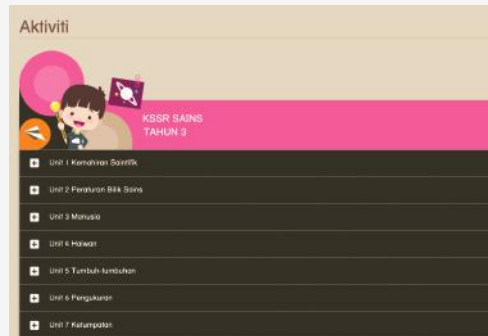 Aktiviti
KSSR SAINS
TAHUN 3
Unit 1 Kemahiran Saintifik
Unit 2 Peraturan Bilik Sains
Unit 3 Manusia
Unit 4 Haiwan
Unit 5 Tumbuh-tumbuhan
Unit 6 Pengukuran
Unit 7 Ketumpatan